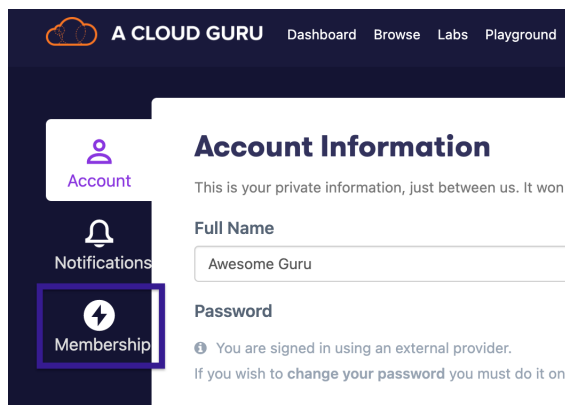 A CLOUD GURU Dashboard Browse Labs Playground
Account
Notifications
Membership
Account Information
This is your private information, just between us. It won
Full Name
Awesome Guru
Password
You are signed in using an external provider.
If you wish to change your password you must do it on